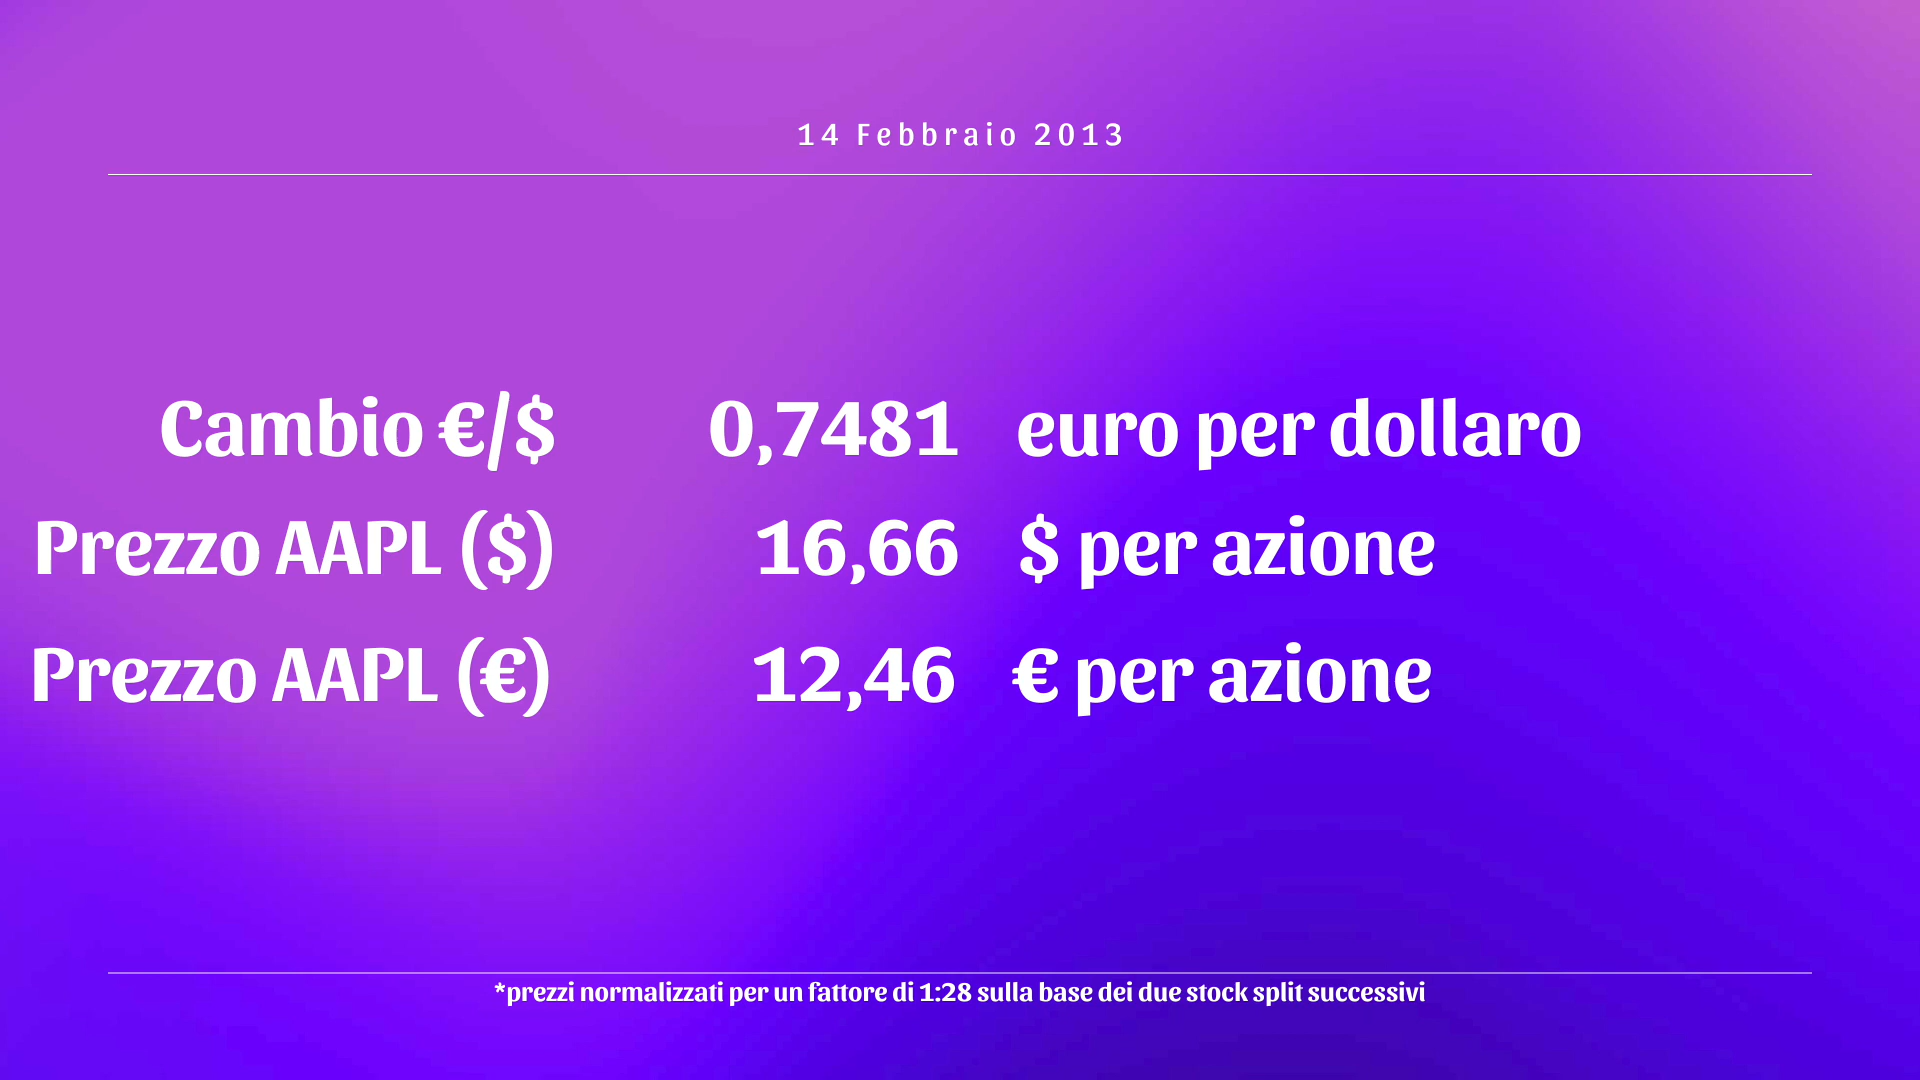 14 Febbraio 2013
Cambio €/$ 0,7481 euro per dollaro
Prezzo AAPL ($) 16,66 $ per azione
Prezzo AAPL (€) 12,46 € per azione
*prezzi normalizzati per un fattore di 1:28 sulla base dei due stock split successivi